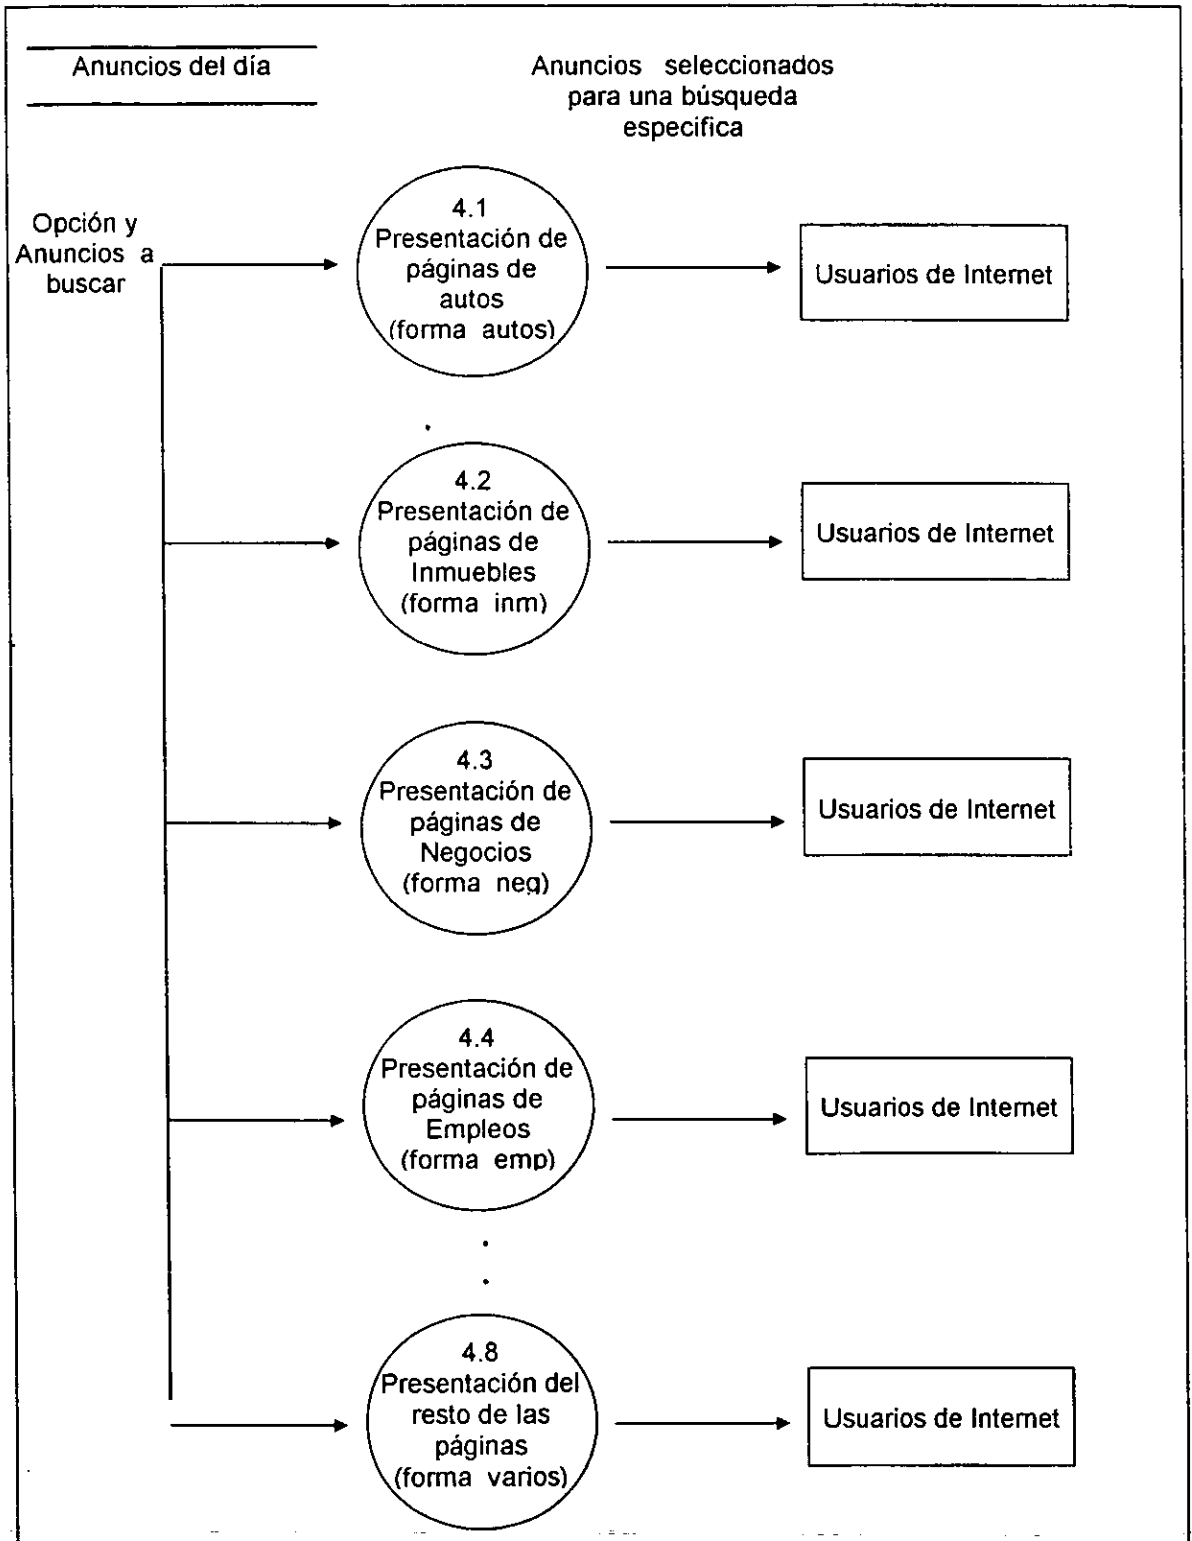 Anuncios del día
Anuncios seleccionados
para una búsqueda
especifica
Opción y
Anuncios a
buscar
4.1
Presentación de
páginas de
autos
(forma autos)
Usuarios de Internet
4.2
Presentación de
páginas de
Inmuebles
(forma inm)
Usuarios de Internet
4.3
Presentación de
páginas de
Negocios
(forma neg)
Usuarios de Internet
4.4
Presentación de
páginas de
Empleos
(forma emp)
Usuarios de Internet
4.8
Presentación del
resto de las
páginas
(forma varios)
Usuarios de Internet